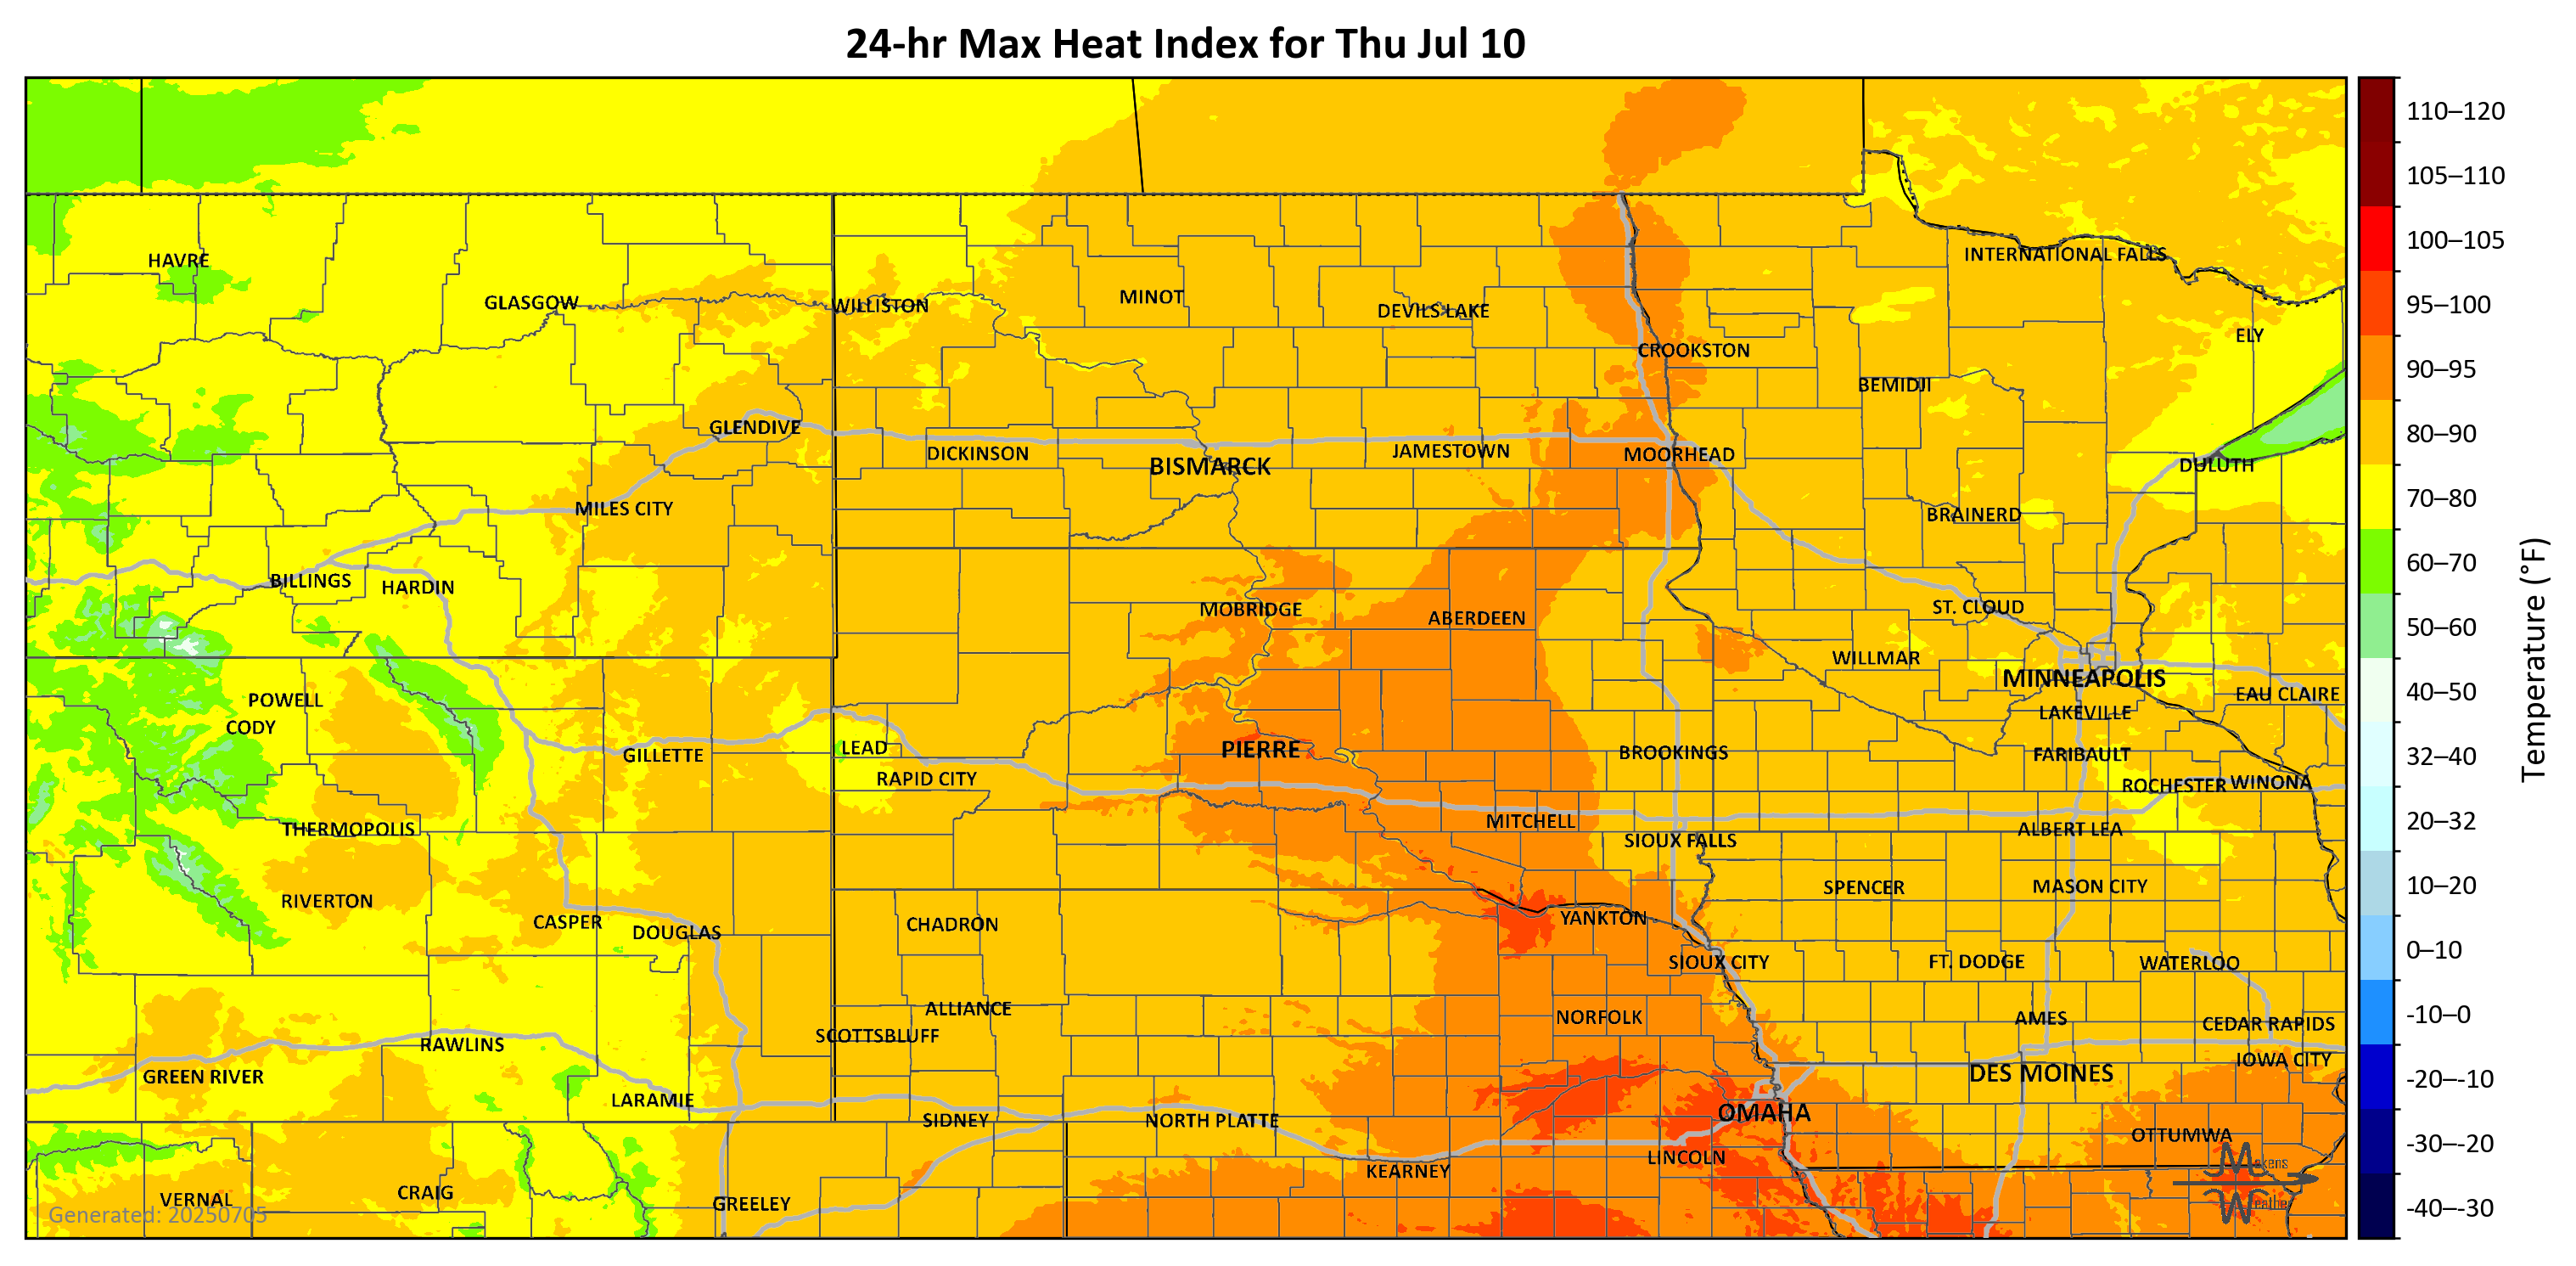 24-hr Max Heat Index for Thu Jul 10
HAVRE
GLASGOW
WILLISTON
MINOT
DEVILS LAKE
CROOKSTON
INTERNATIONAL FALLS
ELY
BEMIDJI
GLENDIVE
DICKINSON
BISMARCK
JAMESTOWN
MOORHEAD
DULUTH
MILES CITY
BRAINERD
BILLINGS
HARDIN
MOBRIDGE
ABERDEEN
ST. CLOUD
WILLMAR
MINNEAPOLIS
EAU CLAIRE
POWELL
CODY
LAKEVILLE
GILLETTE
LEAD
RAPID CITY
PIERRE
BROOKINGS
FARIBAULT
ROCHESTER
WINONA
THERMOPOLIS
MITCHELL
SIOUX FALLS
ALBERT LEA
RIVERTON
CASPER
DOUGLAS
CHADRON
YANKTON
SPENCER
MASON CITY
SIOUX CITY
FT. DODGE
WATERLOO
ALLIANCE
SCOTTSBLUFF
NORFOLK
AMES
CEDAR RAPIDS
IOWA CITY
RAWLINS
GREEN RIVER
LARAMIE
SIDNEY
NORTH PLATTE
OMAHA
DES MOINES
OTTUMWA
KEARNEY
LINCOLN
VERNAL
CRAIG
GREELEY
Generated: 20250705
Makens
Weather
110–120
105–110
100–105
95–100
90–95
80–90
70–80
60–70
50–60
40–50
32–40
20–32
10–20
0–10
-10–0
-20–-10
-30–-20
-40–-30
Temperature (°F)